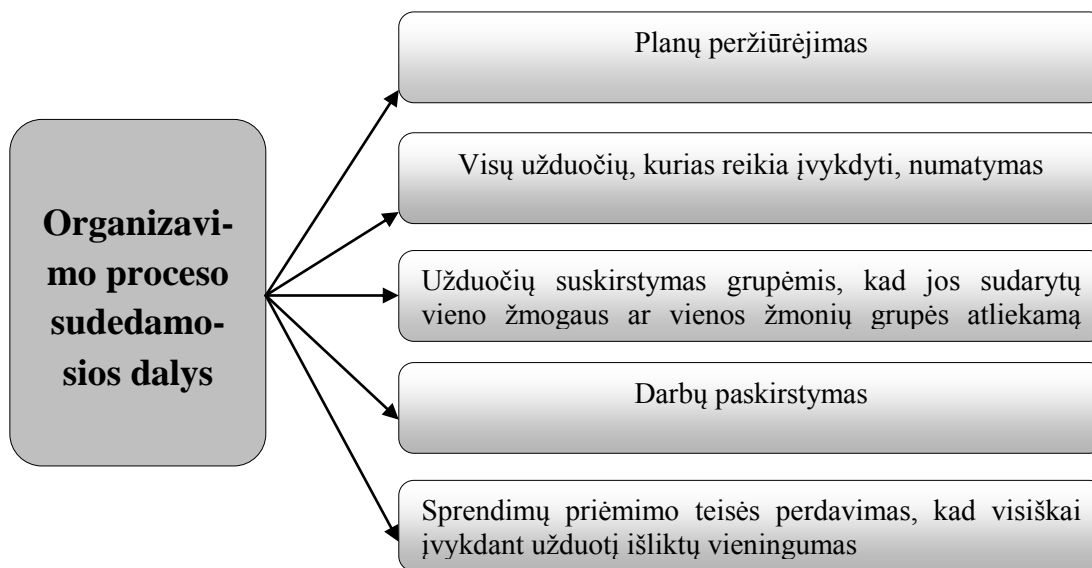 Planų peržiūrėjimas
Visų užduočių, kurias reikia įvykdyti, numatymas
Organizavi-
mo proceso
sudedamo-
sios dalys
Užduočių suskirstymas grupėmis, kad jos sudarytų
vieno žmogaus ar vienos žmonių grupės atliekamą
Darbų paskirstymas
Sprendimų priėmimo teisės perdavimas, kad visiškai
įvykdant užduotį išliktų vieningumas